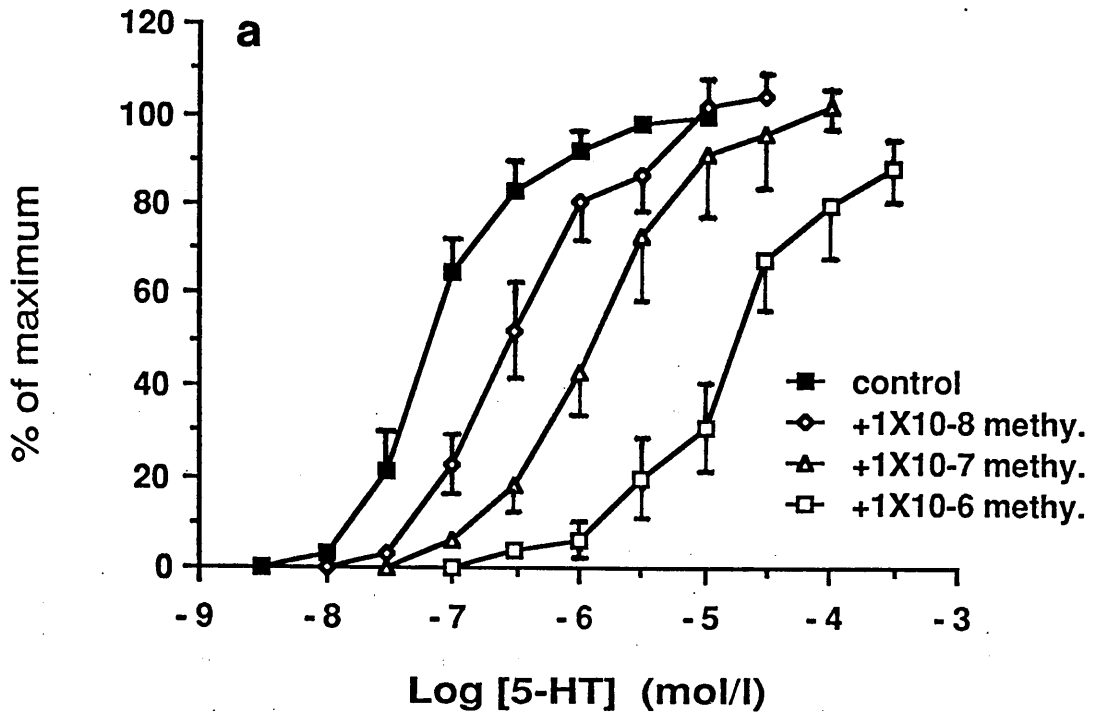 a
120
100
80
60
40
20
0
% of maximum
control
+1X10-8 methy.
+1X10-7 methy.
+1X10-6 methy.
-9 -8 -7 -6 -5 -4 -3
Log [5-HT] (mol/l)